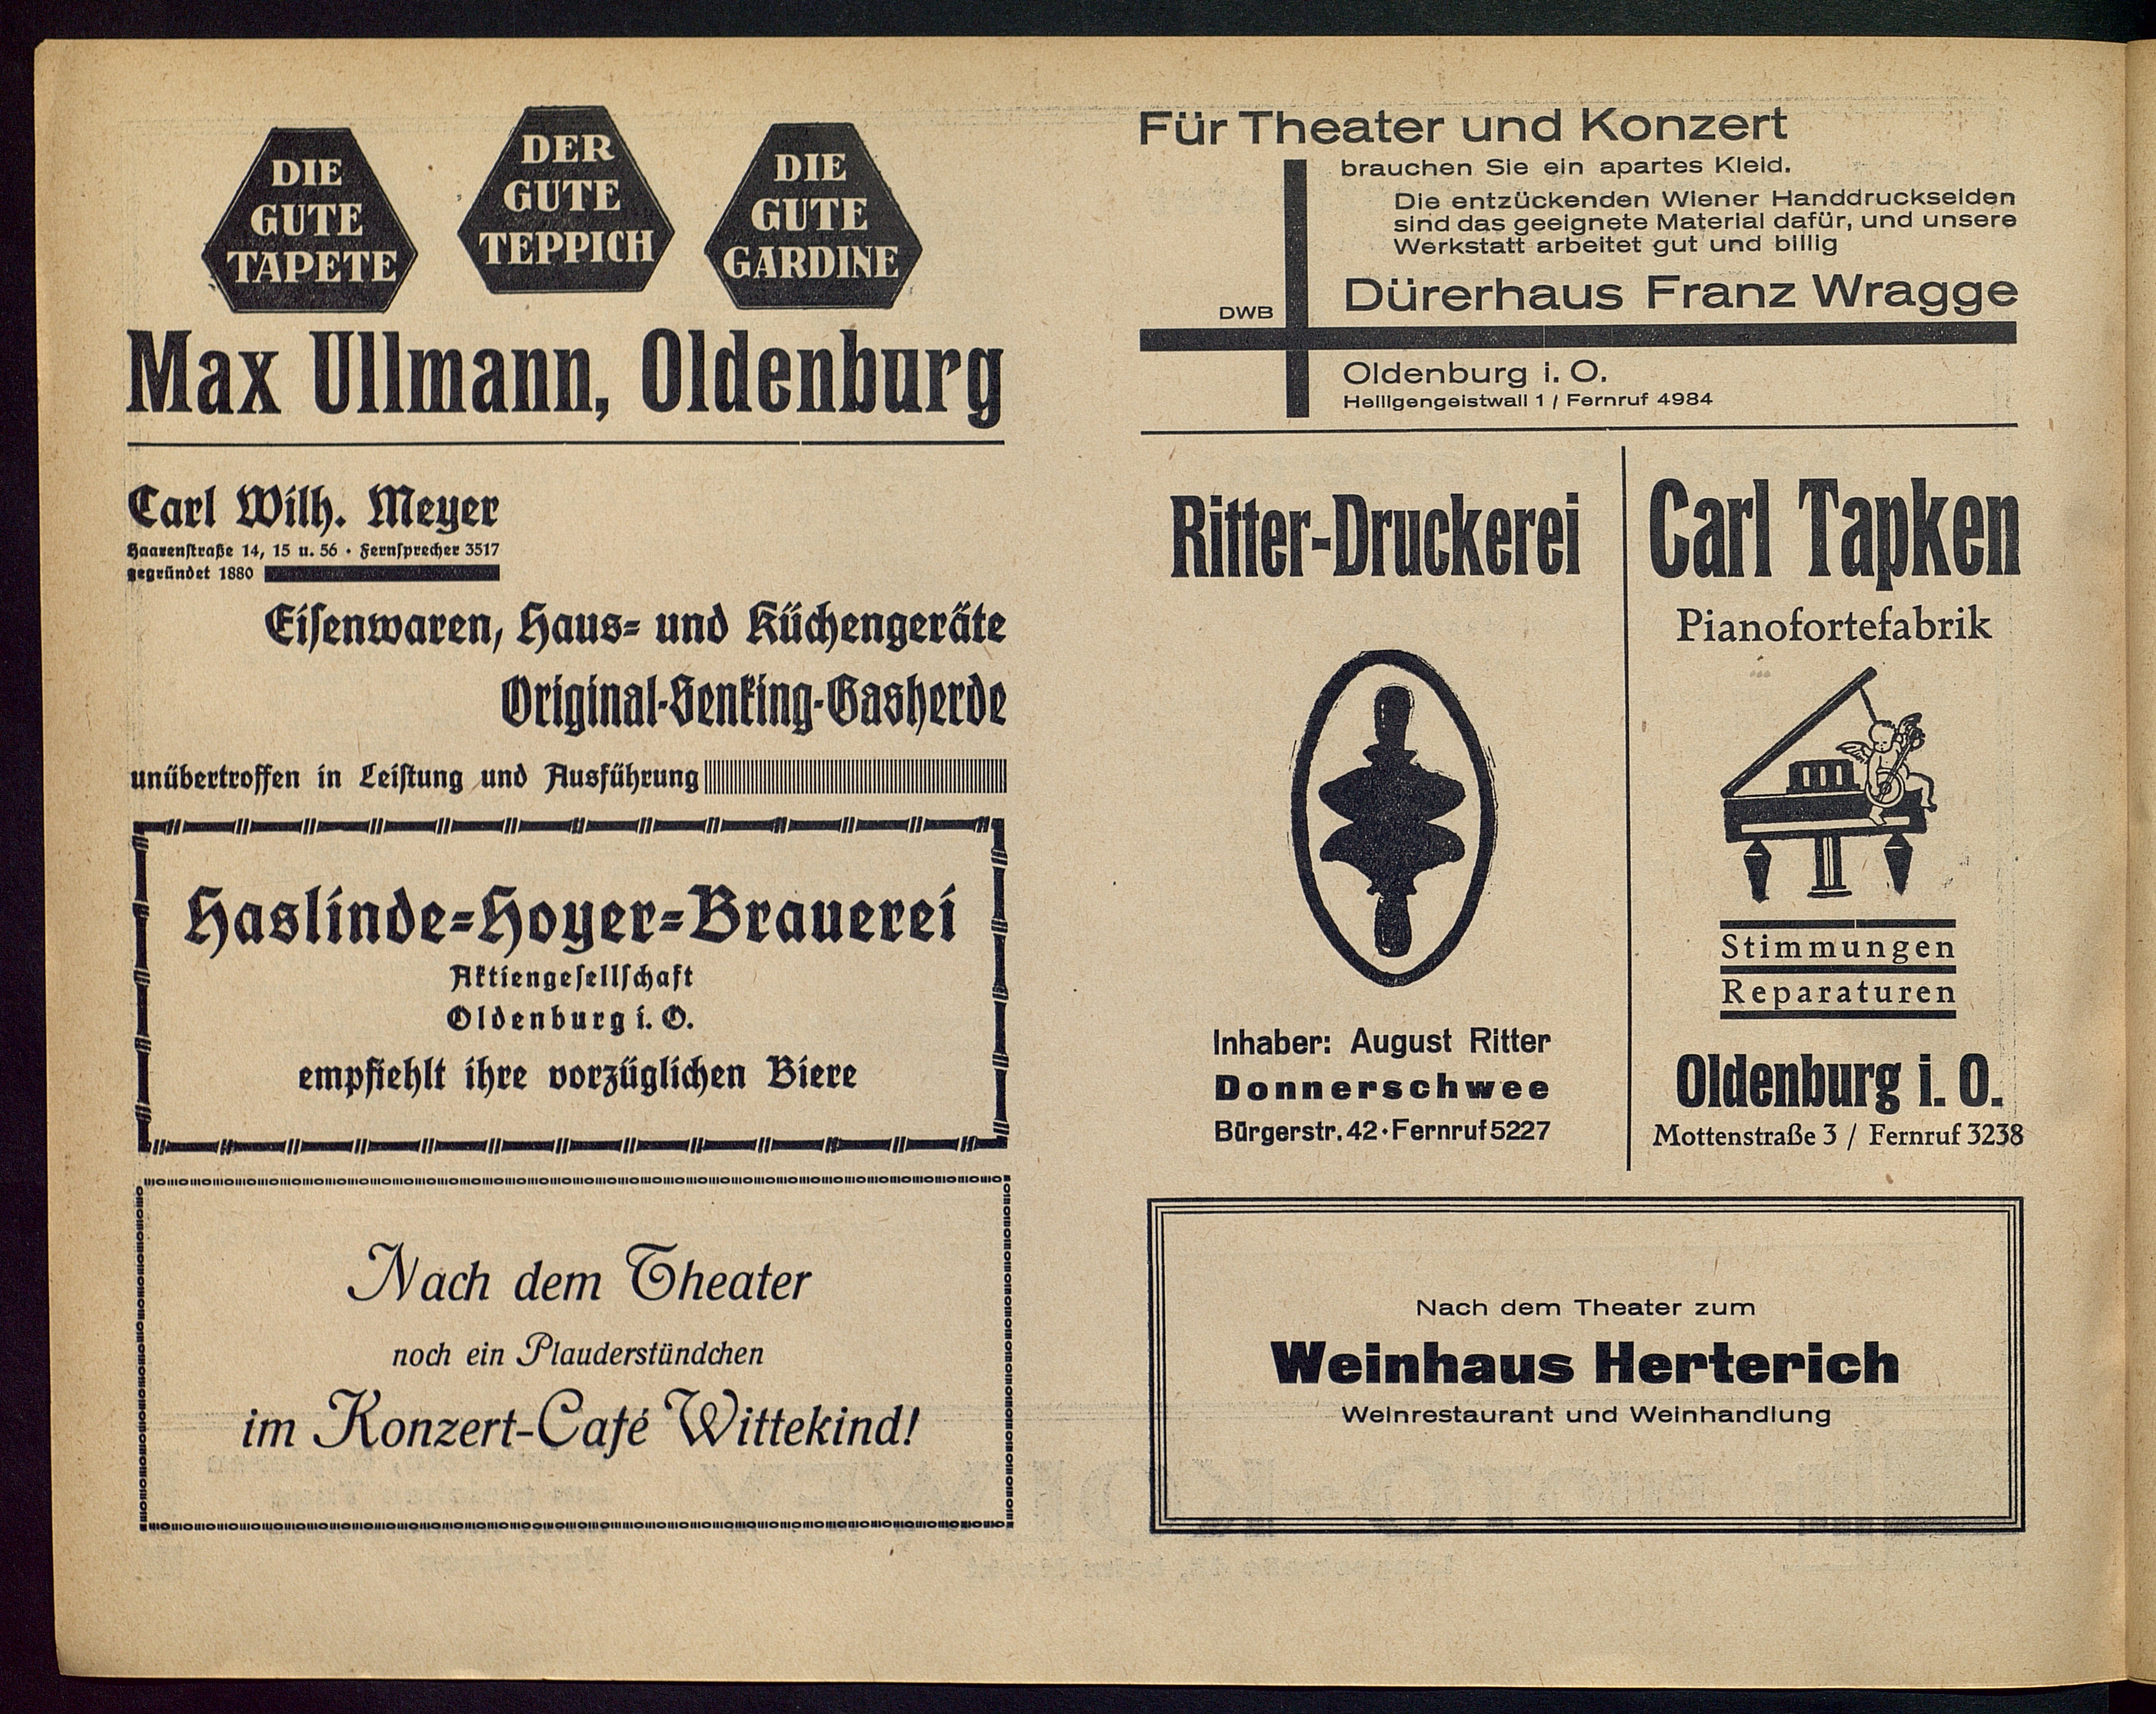 DIE
GUTE
TAPETE
DER
GUTE
TEPPICH
DIE
GUTE
GARDINE
Max Ullmann, Oldenburg
Carl Wilh. Meyer
Haarenſtraße 14, 15 u. 56 · Fernſprecher 3517
gegründet 1880
Eiſenwaren, Haus- und Küchengeräte
Original-Senking-Gasherde
unübertroffen in Leiſtung und Ausführung
Haslinde-Hoyer-Brauerei
Aktiengeſellſchaft
Oldenburg i. O.
empfiehlt ihre vorzüglichen Biere
Nach dem Theater
noch ein Plauderstündchen
im Konzert-Café Wittekind!
Für Theater und Konzert
brauchen Sie ein apartes Kleid.
Die entzückenden Wiener Handdruckseiden
sind das geeignete Material dafür, und unsere
Werkstatt arbeitet gut und billig
DWB
Dürerhaus Franz Wragge
Oldenburg i. O.
Heiligengeistwall 1 / Fernruf 4984
Ritter-Druckerei
Inhaber: August Ritter
Donnerschwee
Bürgerstr. 42 · Fernruf 5227
Carl Tapken
Pianofortefabrik
Stimmungen
Reparaturen
Oldenburg i. O.
Mottenstraße 3 / Fernruf 3238
Nach dem Theater zum
Weinhaus Herterich
Weinrestaurant und Weinhandlung